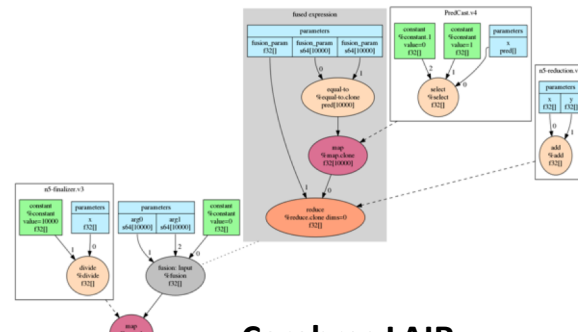 fused expression
parameters
fusion_param
f32[]
fusion_param
s64[10000]
fusion_param
s64[10000]
0
1
equal-to
%equal-to.clone
pred[10000]
map
%map.clone
f32[10000]
1
0
reduce
%reduce.clone dims=0
f32[]
PredCast.v4
constant
%constant.1
value=0
f32[]
constant
%constant
value=1
f32[]
parameters
x
pred[]
2
1
0
select
%select
f32[]
n5-reduction.v
parameters
x
f32[]
y
f32[]
0
1
add
%add
f32[]
n5-finalizer.v3
constant
%constant
value=10000
f32[]
parameters
x
f32[]
1
0
divide
%divide
f32[]
parameters
arg0
s64[10000]
arg1
s64[10000]
constant
%constant
value=0
f32[]
1
2
0
fusion: Input
%fusion
f32[]
map